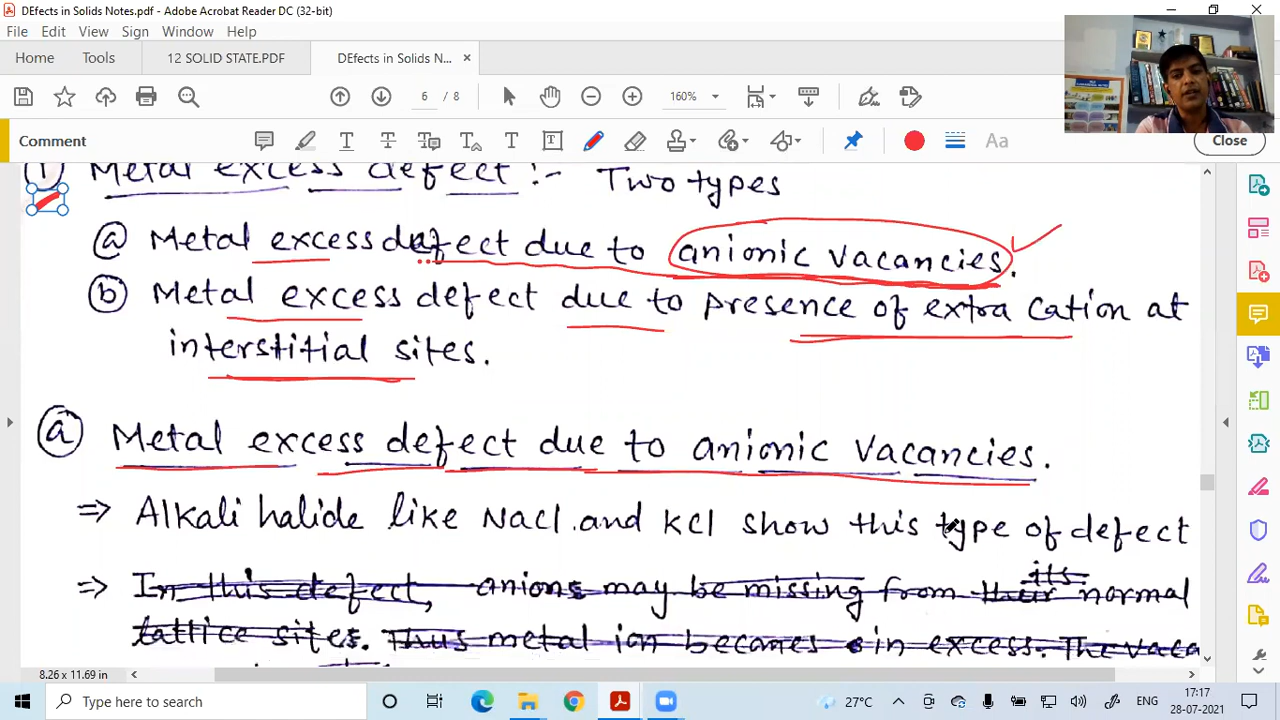 DEfects in Solids Notes.pdf - Adobe Acrobat Reader DC (32-bit)
File Edit View Sign Window Help
Home Tools 12 SOLID STATE.PDF DEfects in Solids N... ×
6 / 8 160%
Comment Close
① Metal excess defect :- Two types
ⓐ Metal excess defect due to anionic vacancies.
ⓑ Metal excess defect due to presence of extra cation at
interstitial sites.
ⓐ Metal excess defect due to anionic vacancies.
⇒ Alkali halide like NaCl and KCl show this type of defect
its
⇒ In this defect, anions may be missing from their normal
lattice sites. Thus metal ion becomes in excess. The vaca
8.26 x 11.69 in
Type here to search 27°C ENG 17:17
28-07-2021